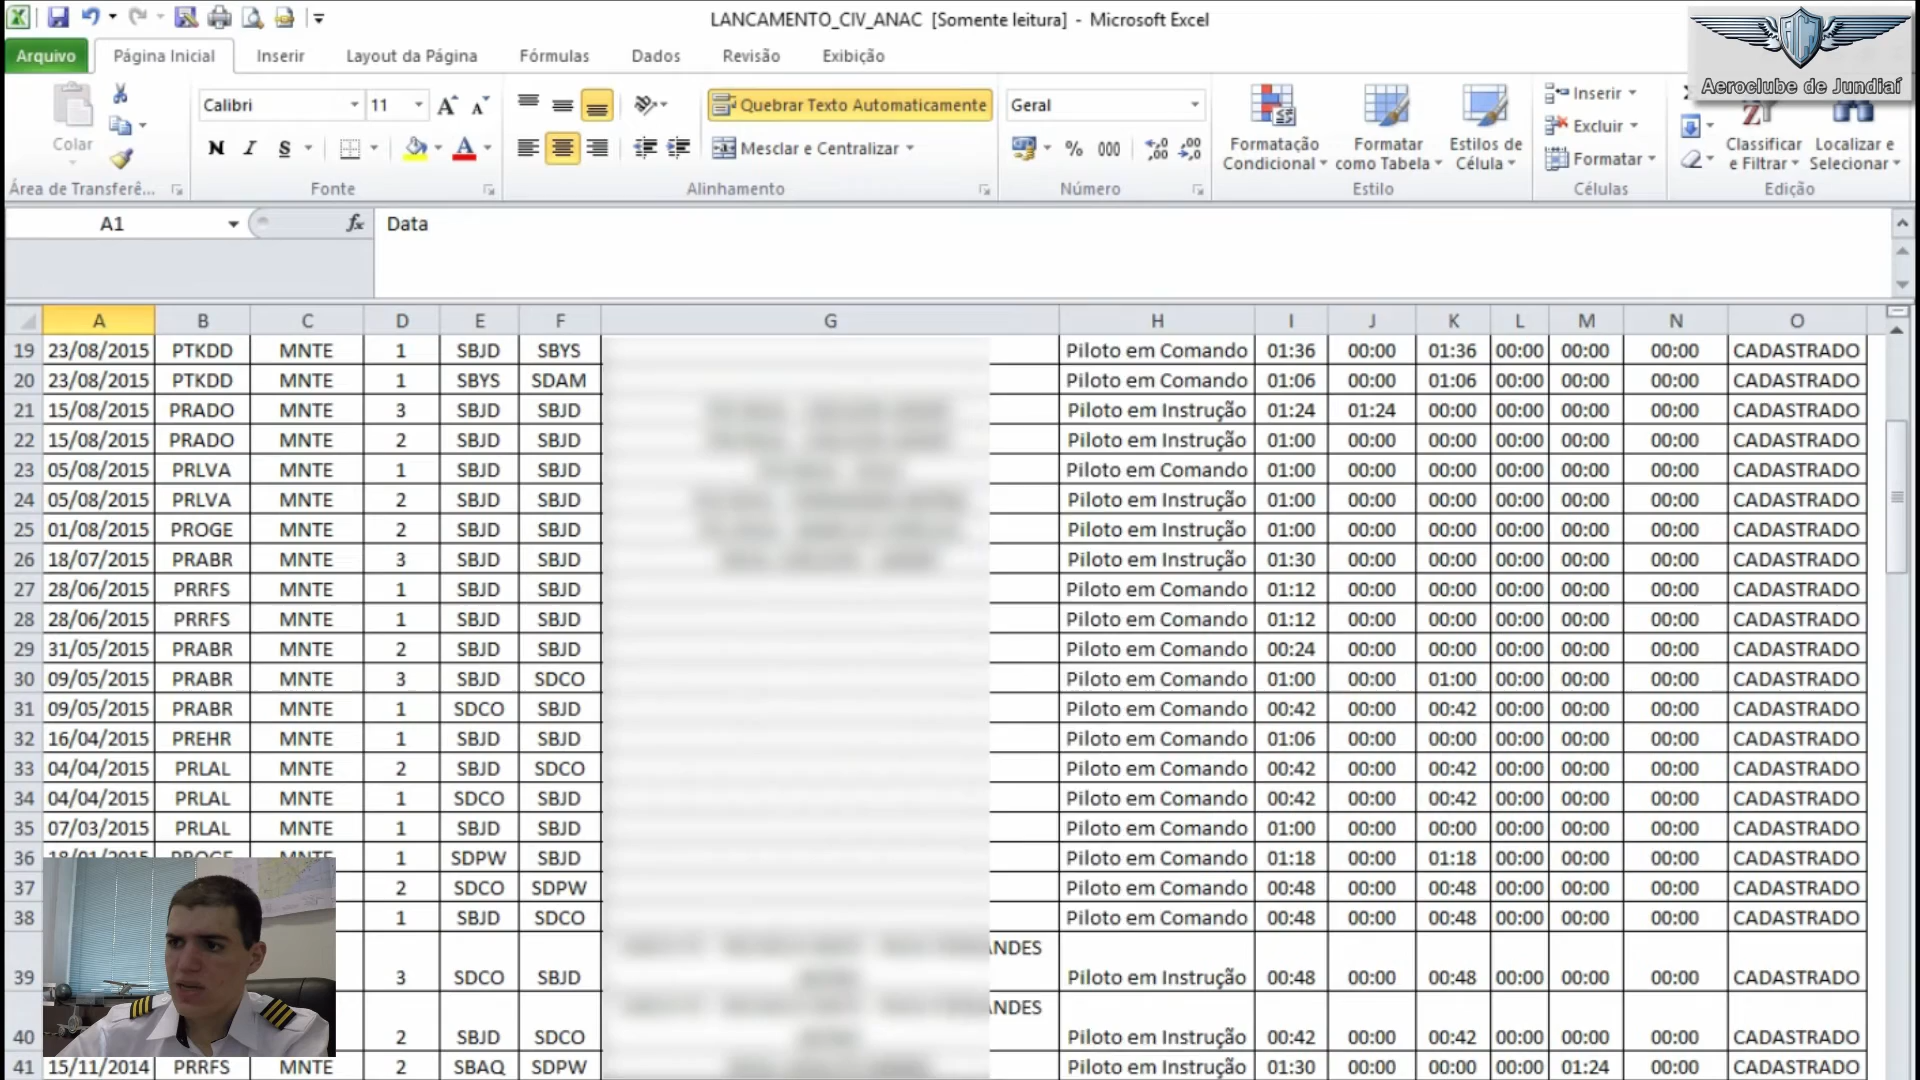 LANCAMENTO_CIV_ANAC [Somente leitura] - Microsoft Excel
Arquivo Página Inicial Inserir Layout da Página Fórmulas Dados Revisão Exibição
Aeroclube de Jundiaí
Colar
Calibri 11
N I S
Quebrar Texto Automaticamente
Mesclar e Centralizar
Geral
% 000
Formatação Condicional
Formatar como Tabela
Estilos de Célula
Inserir
Excluir
Formatar
Classificar e Filtrar
Localizar e Selecionar
Área de Transferê... Fonte Alinhamento Número Estilo Células Edição
A1 fx Data
A B C D E F G H I J K L M N O
19 23/08/2015 PTKDD MNTE 1 SBJD SBYS Piloto em Comando 01:36 00:00 01:36 00:00 00:00 00:00 CADASTRADO
20 23/08/2015 PTKDD MNTE 1 SBYS SDAM Piloto em Comando 01:06 00:00 01:06 00:00 00:00 00:00 CADASTRADO
21 15/08/2015 PRADO MNTE 3 SBJD SBJD Piloto em Instrução 01:24 01:24 00:00 00:00 00:00 00:00 CADASTRADO
22 15/08/2015 PRADO MNTE 2 SBJD SBJD Piloto em Instrução 01:00 00:00 00:00 00:00 00:00 00:00 CADASTRADO
23 05/08/2015 PRLVA MNTE 1 SBJD SBJD Piloto em Comando 01:00 00:00 00:00 00:00 00:00 00:00 CADASTRADO
24 05/08/2015 PRLVA MNTE 2 SBJD SBJD Piloto em Instrução 01:00 00:00 00:00 00:00 00:00 00:00 CADASTRADO
25 01/08/2015 PROGE MNTE 2 SBJD SBJD Piloto em Instrução 01:00 00:00 00:00 00:00 00:00 00:00 CADASTRADO
26 18/07/2015 PRABR MNTE 3 SBJD SBJD Piloto em Instrução 01:30 00:00 00:00 00:00 00:00 00:00 CADASTRADO
27 28/06/2015 PRRFS MNTE 1 SBJD SBJD Piloto em Comando 01:12 00:00 00:00 00:00 00:00 00:00 CADASTRADO
28 28/06/2015 PRRFS MNTE 1 SBJD SBJD Piloto em Comando 01:12 00:00 00:00 00:00 00:00 00:00 CADASTRADO
29 31/05/2015 PRABR MNTE 2 SBJD SBJD Piloto em Comando 00:24 00:00 00:00 00:00 00:00 00:00 CADASTRADO
30 09/05/2015 PRABR MNTE 3 SBJD SDCO Piloto em Comando 01:00 00:00 01:00 00:00 00:00 00:00 CADASTRADO
31 09/05/2015 PRABR MNTE 1 SDCO SBJD Piloto em Comando 00:42 00:00 00:42 00:00 00:00 00:00 CADASTRADO
32 16/04/2015 PREHR MNTE 1 SBJD SBJD Piloto em Comando 01:06 00:00 00:00 00:00 00:00 00:00 CADASTRADO
33 04/04/2015 PRLAL MNTE 2 SBJD SDCO Piloto em Comando 00:42 00:00 00:42 00:00 00:00 00:00 CADASTRADO
34 04/04/2015 PRLAL MNTE 1 SDCO SBJD Piloto em Comando 00:42 00:00 00:42 00:00 00:00 00:00 CADASTRADO
35 07/03/2015 PRLAL MNTE 1 SBJD SBJD Piloto em Comando 01:00 00:00 00:00 00:00 00:00 00:00 CADASTRADO
36 18/01/2015 PROGE MNTE 1 SDPW SBJD Piloto em Comando 01:18 00:00 01:18 00:00 00:00 00:00 CADASTRADO
37 2 SDCO SDPW Piloto em Comando 00:48 00:00 00:48 00:00 00:00 00:00 CADASTRADO
38 1 SBJD SDCO Piloto em Comando 00:48 00:00 00:48 00:00 00:00 00:00 CADASTRADO
NDES
39 3 SDCO SBJD Piloto em Instrução 00:48 00:00 00:48 00:00 00:00 00:00 CADASTRADO
NDES
40 2 SBJD SDCO Piloto em Instrução 00:42 00:00 00:42 00:00 00:00 00:00 CADASTRADO
41 15/11/2014 PRRFS MNTE 2 SBAQ SDPW Piloto em Instrução 01:30 00:00 00:00 00:00 01:24 00:00 CADASTRADO